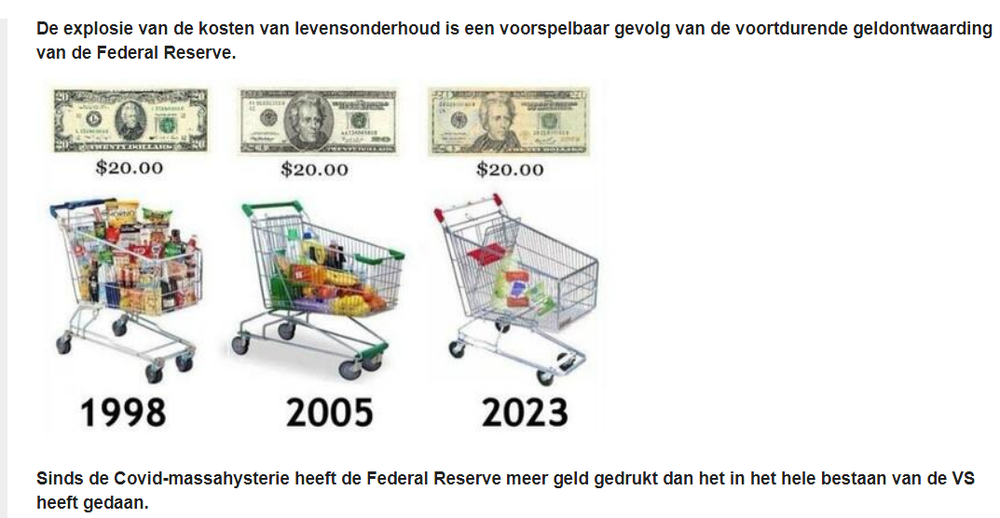 De explosie van de kosten van levensonderhoud is een voorspelbaar gevolg van de voortdurende geldontwaarding
van de Federal Reserve.
$20.00 $20.00 $20.00
1998 2005 2023
Sinds de Covid-massahysterie heeft de Federal Reserve meer geld gedrukt dan het in het hele bestaan van de VS
heeft gedaan.